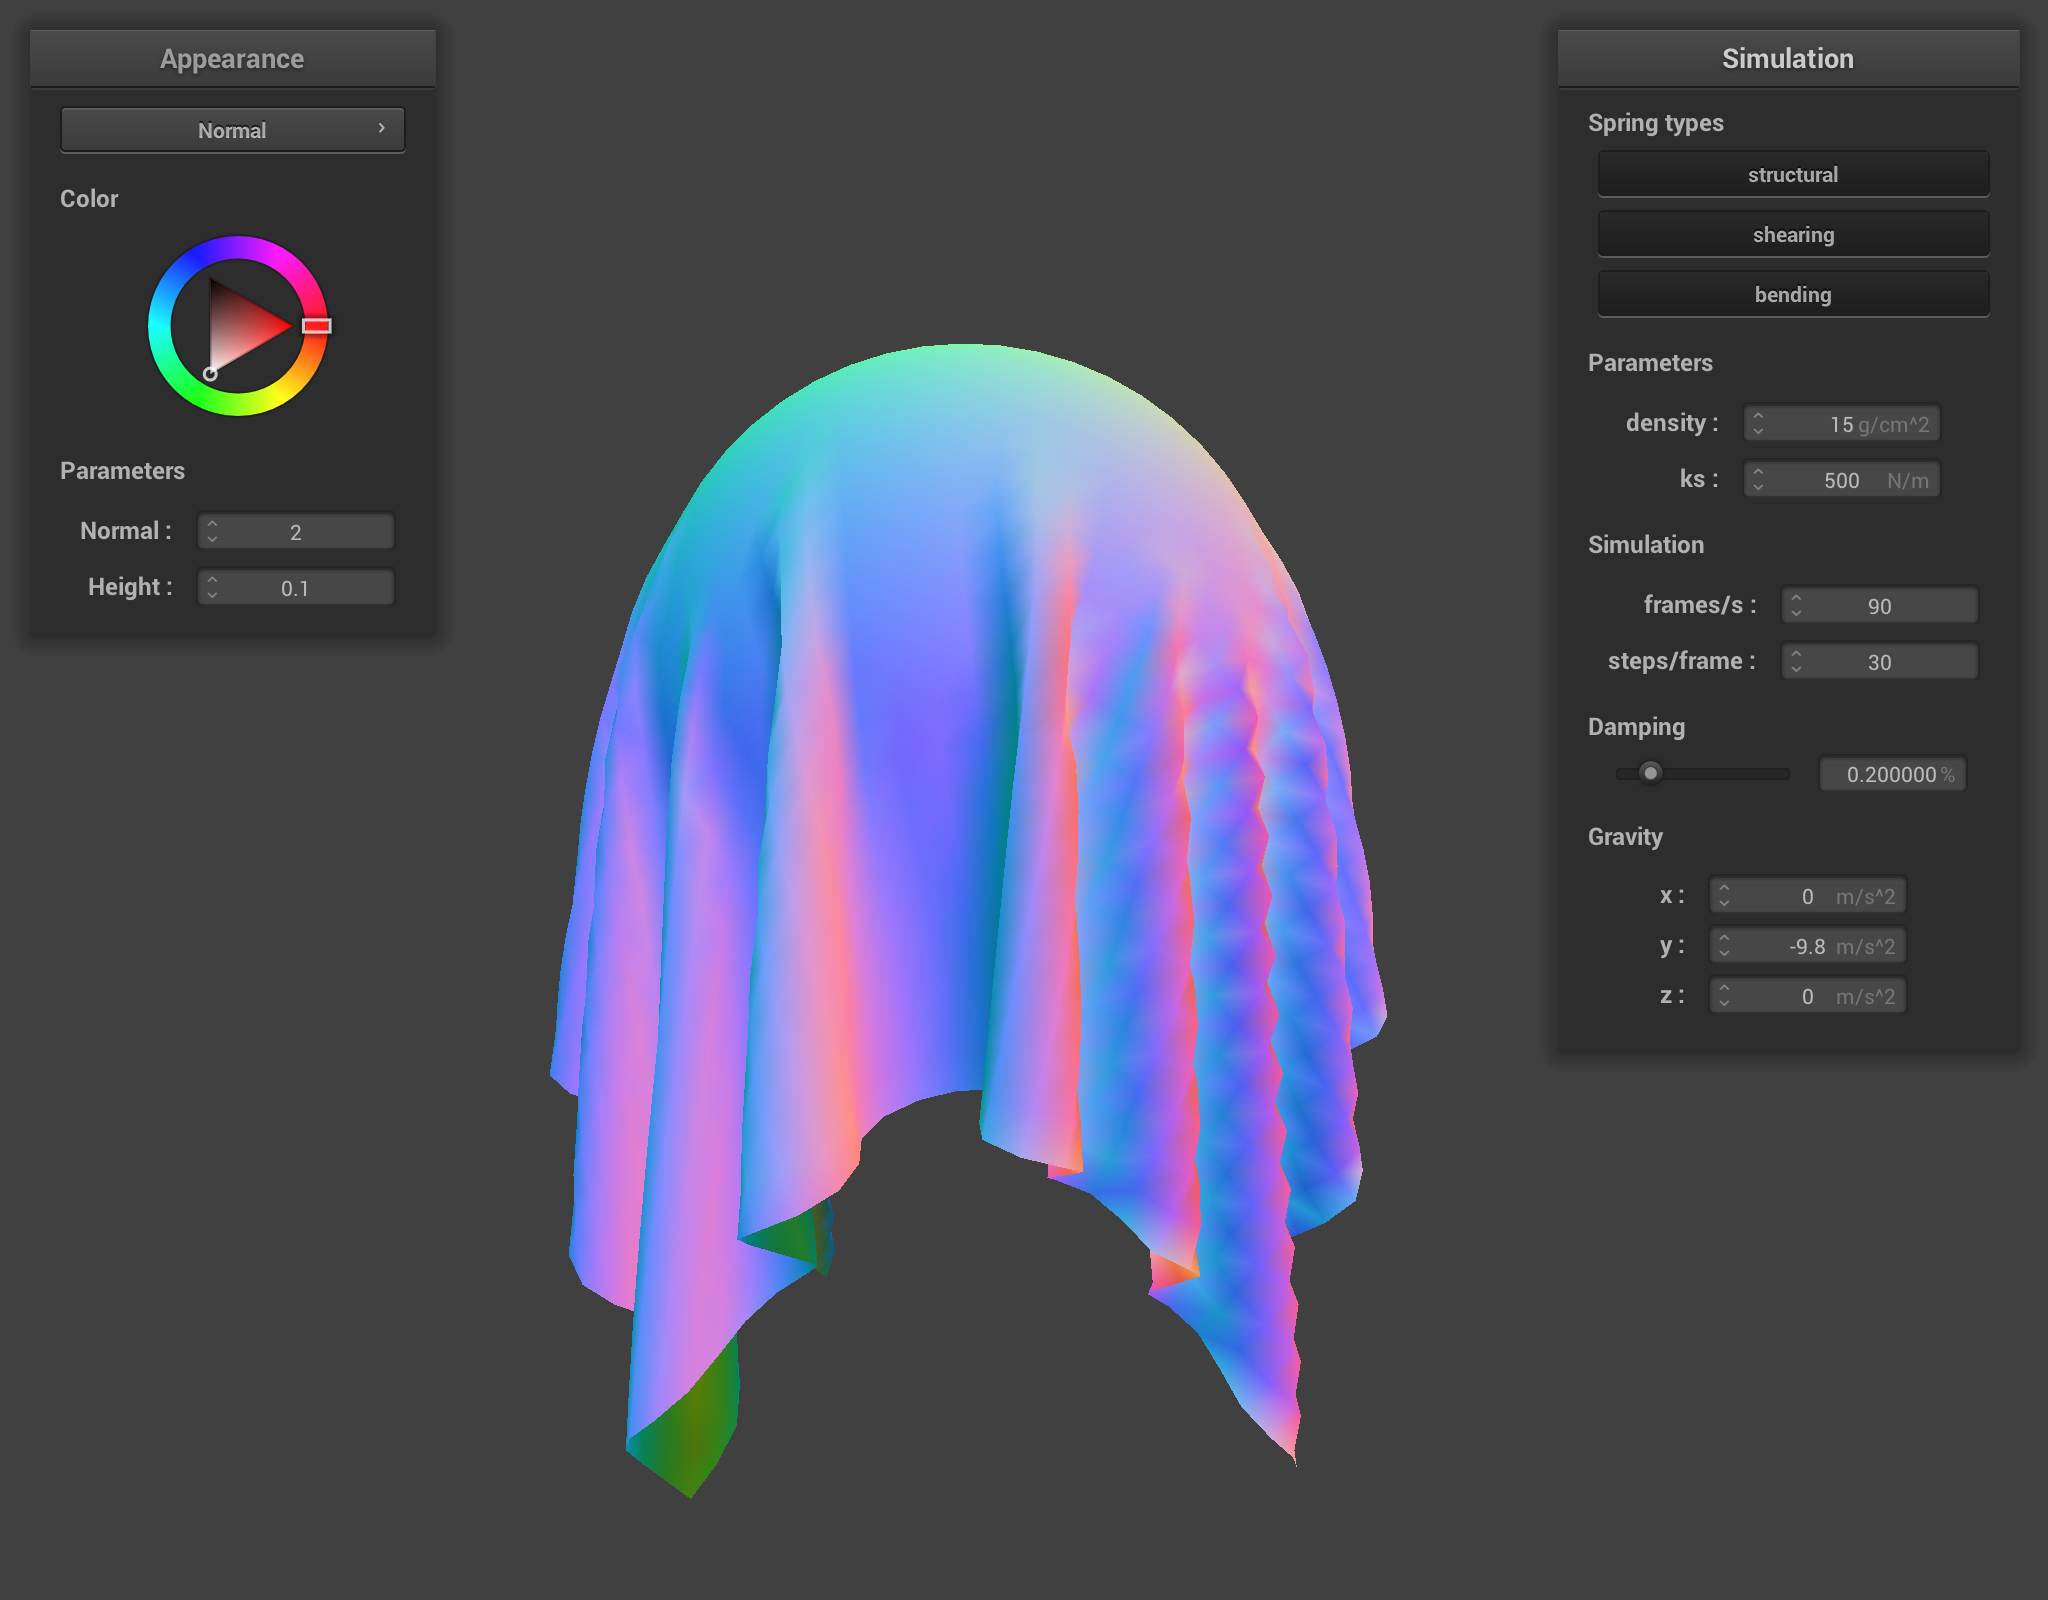 Appearance
Normal
Color
Parameters
Normal :
2
Height :
0.1
Simulation
Spring types
structural
shearing
bending
Parameters
density :
15 g/cm^2
ks :
500 N/m
Simulation
frames/s :
90
steps/frame :
30
Damping
0.200000 %
Gravity
x :
0 m/s^2
y :
-9.8 m/s^2
z :
0 m/s^2